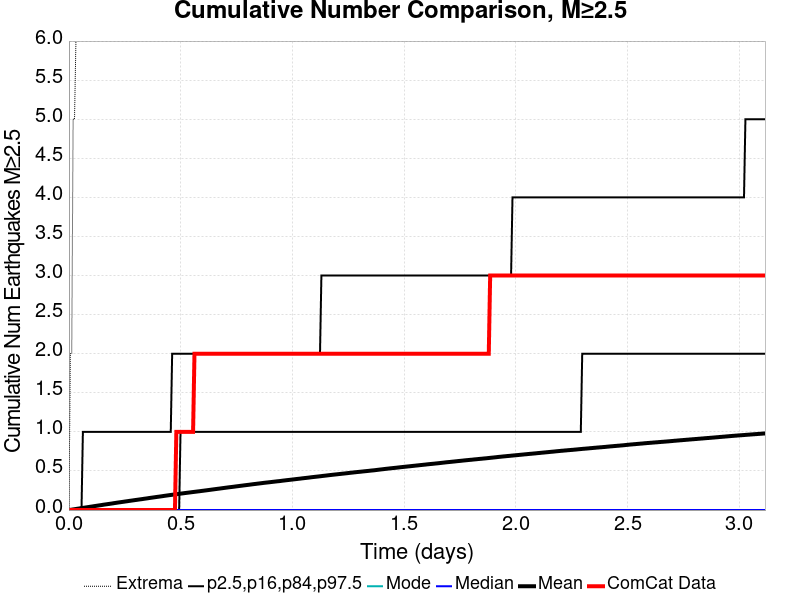 Cumulative Number Comparison, M≥2.5
Cumulative Num Earthquakes M≥2.5
6.0
5.5
5.0
4.5
4.0
3.5
3.0
2.5
2.0
1.5
1.0
0.5
0.0
0.0 0.5 1.0 1.5 2.0 2.5 3.0
Time (days)
Extrema p2.5,p16,p84,p97.5 Mode Median Mean ComCat Data